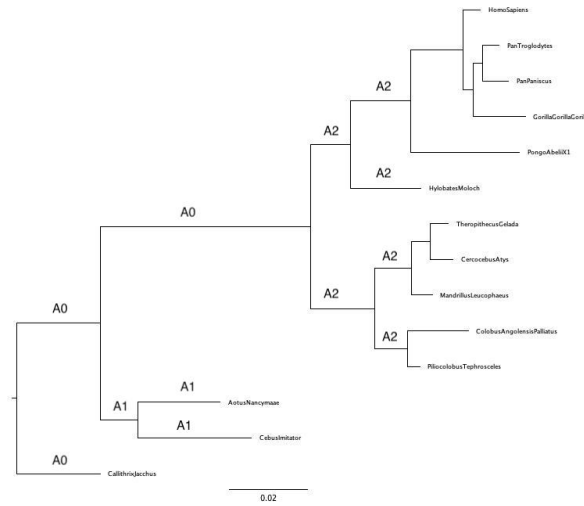 HomoSapiens
PanTroglodytes
PanPaniscus
A2
GorillaGorillaGoril
A2
PongoAbeliiX1
A2
HylobatesMoloch
A0
TheropithecusGelada
A2
CercocebusAtys
A2
MandrillusLeucophaeus
A0
ColobusAngolensisPalliatus
A2
PiliocolobusTephrosceles
A1
AotusNancymaae
A1
A1
CebusImitator
A0
CallithrixJacchus
0.02